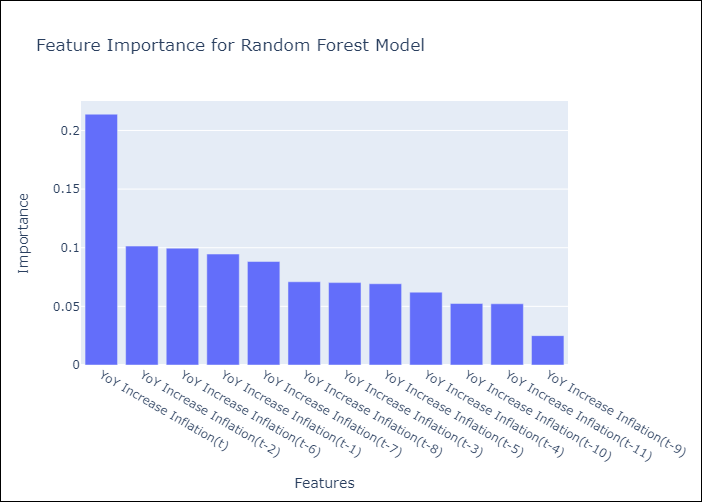 Feature Importance for Random Forest Model
Importance
0.2
0.15
0.1
0.05
0
YoY Increase Inflation(t)
YoY Increase Inflation(t-2)
YoY Increase Inflation(t-6)
YoY Increase Inflation(t-1)
YoY Increase Inflation(t-7)
YoY Increase Inflation(t-8)
YoY Increase Inflation(t-3)
YoY Increase Inflation(t-5)
YoY Increase Inflation(t-4)
YoY Increase Inflation(t-10)
YoY Increase Inflation(t-11)
YoY Increase Inflation(t-9)
Features